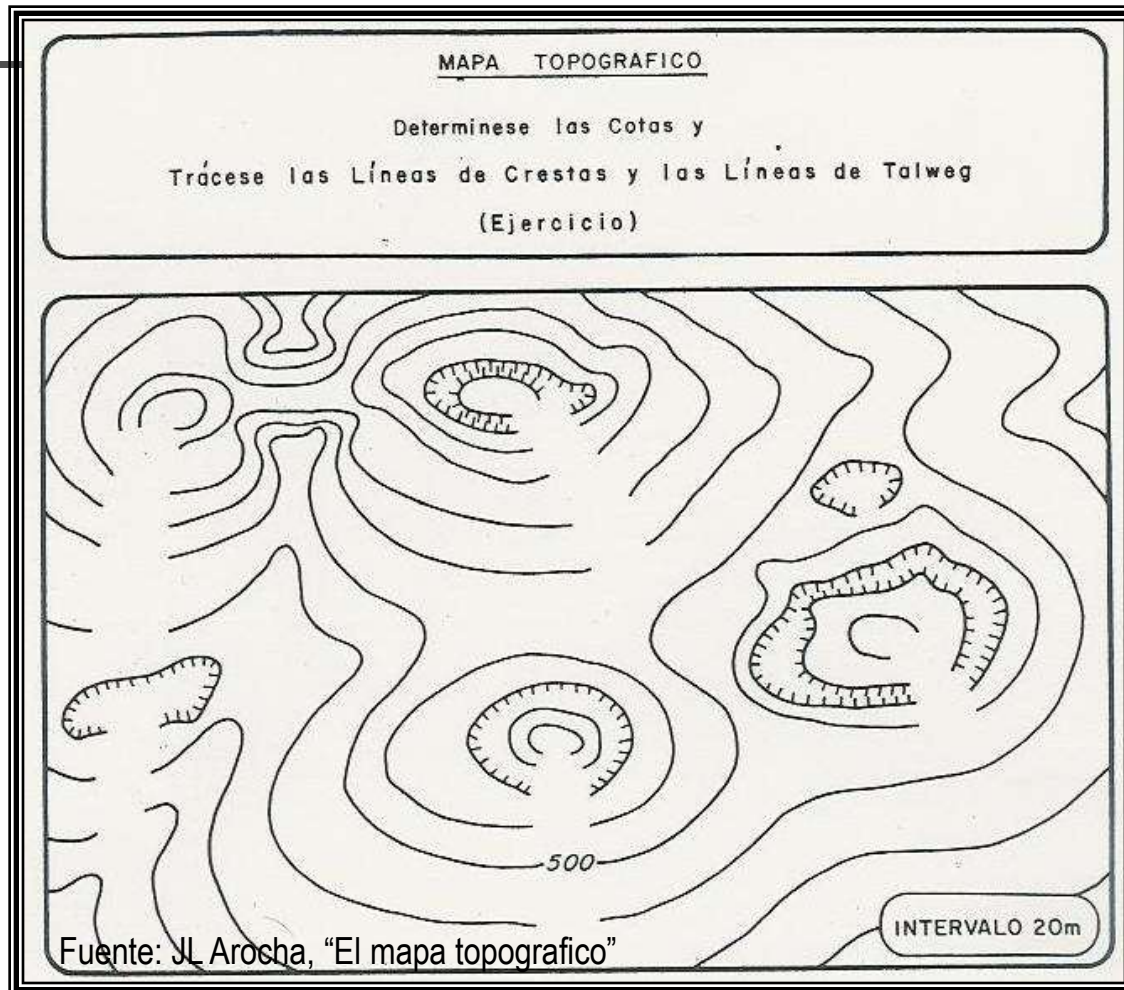 MAPA TOPOGRAFICO
Determinese las Cotas y
Trácese las Líneas de Crestas y las Líneas de Talweg
(Ejercicio)
500
INTERVALO 20m
Fuente: JL Arocha, “El mapa topografico”